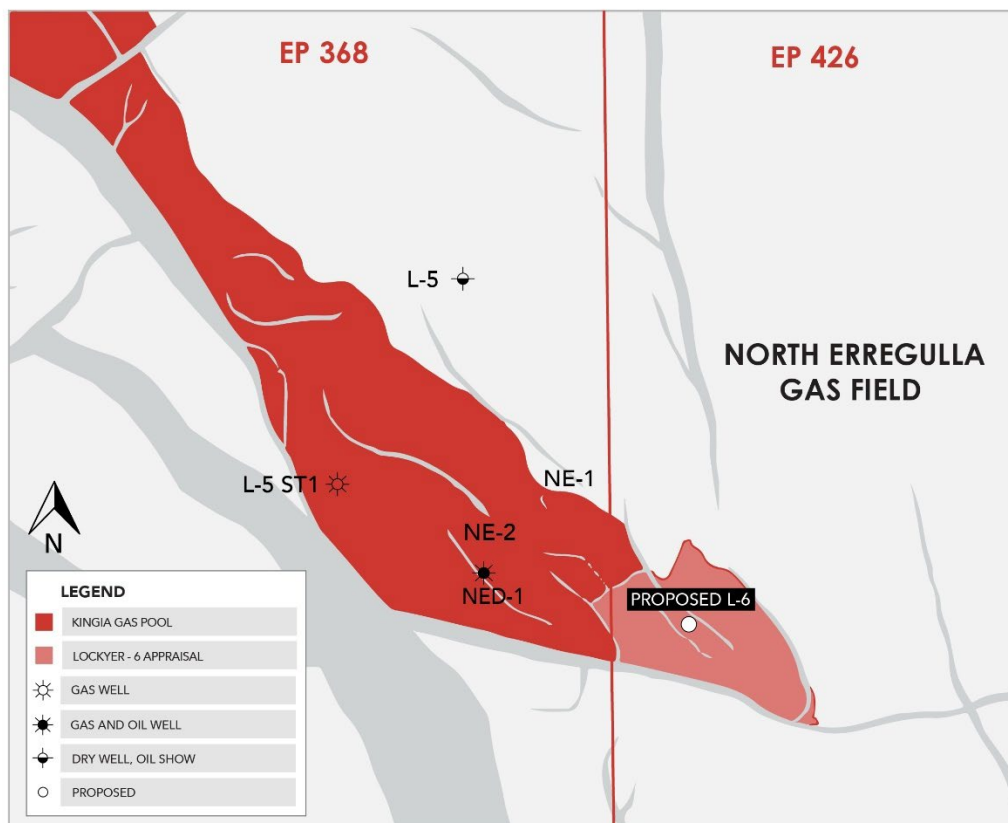 EP 368
EP 426
L-5
NORTH ERREGULLA
GAS FIELD
L-5 ST1
NE-1
NE-2
NED-1
PROPOSED L-6
N
LEGEND
KINGIA GAS POOL
LOCKYER - 6 APPRAISAL
GAS WELL
GAS AND OIL WELL
DRY WELL, OIL SHOW
PROPOSED